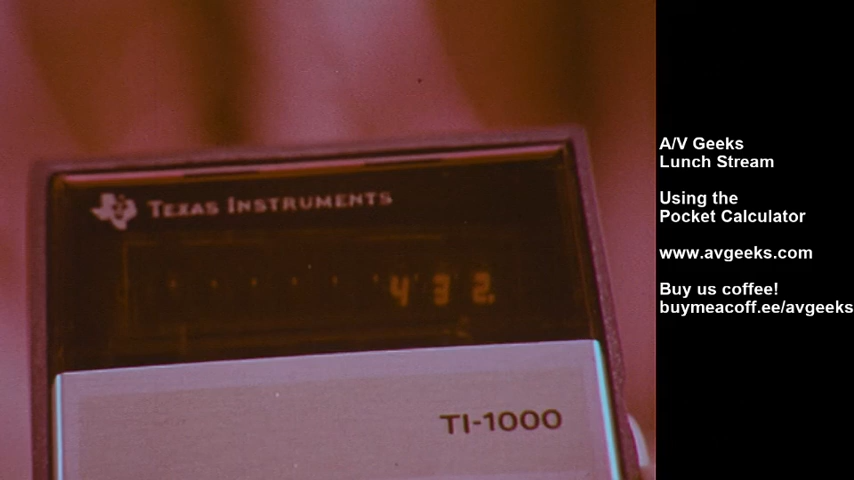 TEXAS INSTRUMENTS
432.
TI-1000
A/V Geeks
Lunch Stream
Using the
Pocket Calculator
www.avgeeks.com
Buy us coffee!
buymeacoff.ee/avgeeks